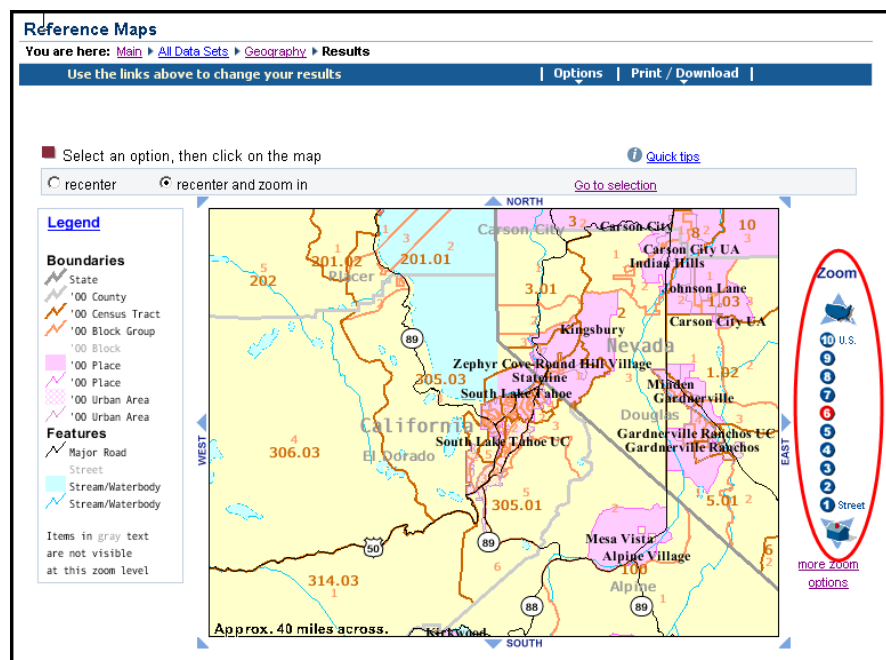 Reference Maps
You are here: Main All Data Sets Geography Results
Use the links above to change your results | Options | Print / Download |
Select an option, then click on the map
Quick tips
recenter
recenter and zoom in
Go to selection
Legend
Boundaries
State
'00 County
'00 Census Tract
'00 Block Group
'00 Block
'00 Place
'00 Place
'00 Urban Area
'00 Urban Area
Features
Major Road
Street
Stream/Waterbody
Stream/Waterbody
Items in gray text
are not visible
at this zoom level
NORTH
WEST
EAST
SOUTH
Carson City
3
2
Carson City
8
10
Carson City UA
Indian Hills
201.02
201.01
202
Placer
3.01
Johnson Lane
1.03
2
Carson City UA
Kingsbury
Nevada
89
Zephyr Cove-Round Hill Village
1.02
305.03
Stateline
Minden
South Lake Tahoe
Gardnerville
California
Douglas
South Lake Tahoe UC
Gardnerville Ranchos UC
Gardnerville Ranchos
306.03
El Dorado
305.01
5.01
50
89
Mesa Vista
Alpine Village
100
6
314.03
Alpine
88
89
Kirkwood
Approx. 40 miles across.
Zoom
10 U.S.
9
8
7
6
5
4
3
2
1 Street
more zoom
options